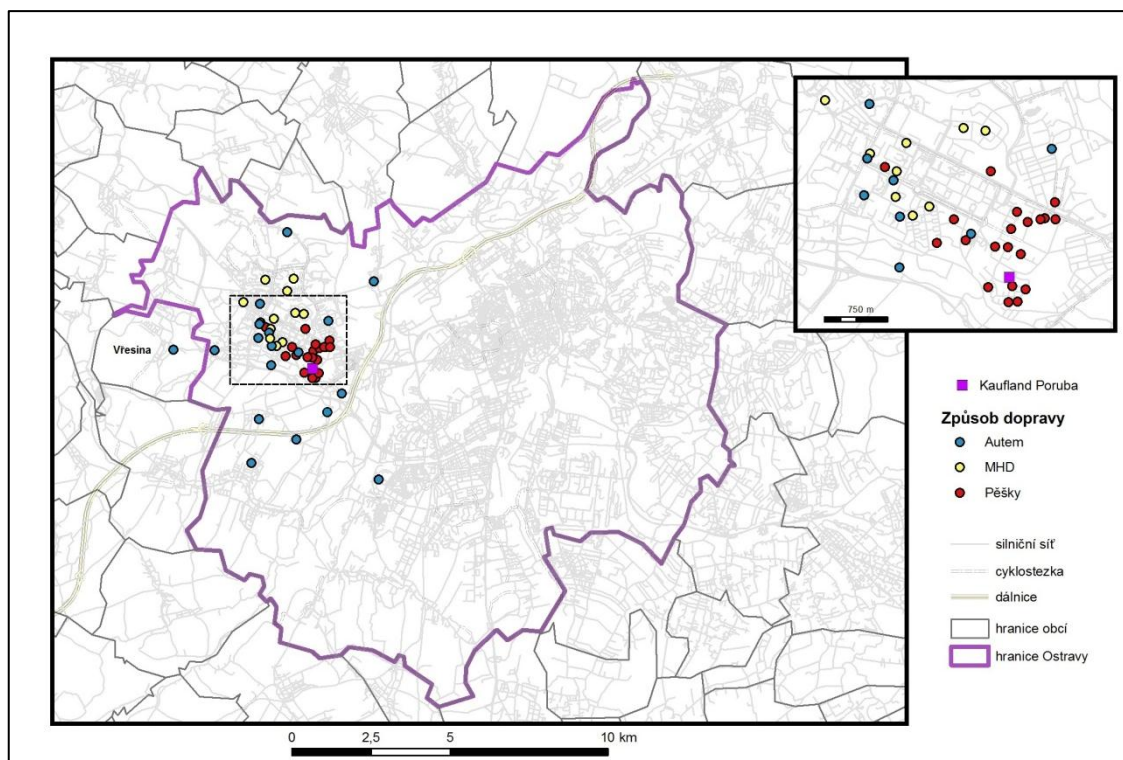 Vřesina
750 m
Kaufland Poruba
Způsob dopravy
Autem
MHD
Pěšky
silniční síť
cyklostezka
dálnice
hranice obcí
hranice Ostravy
0 2,5 5 10 km